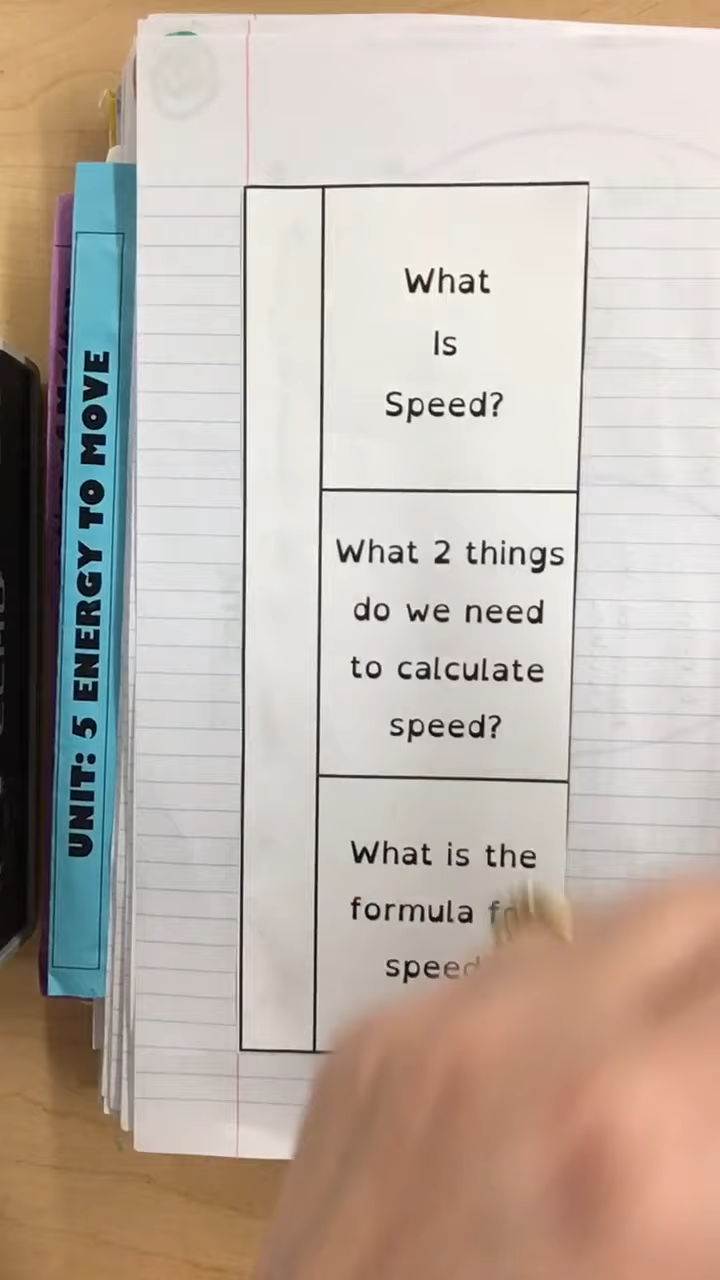 What
Is
Speed?
What 2 things
do we need
to calculate
speed?
What is the
formula
speed
UNIT: 5 ENERGY TO MOVE